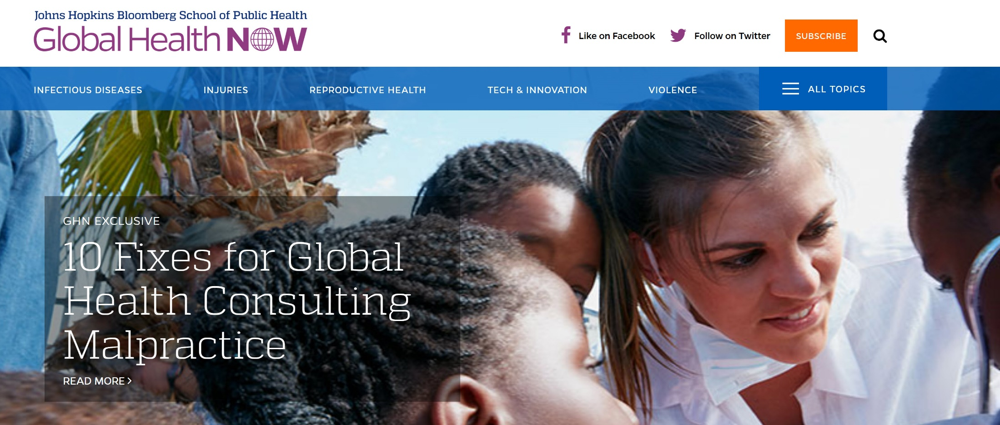 Johns Hopkins Bloomberg School of Public Health
Global Health NOW
Like on Facebook
Follow on Twitter
SUBSCRIBE
INFECTIOUS DISEASES
INJURIES
REPRODUCTIVE HEALTH
TECH & INNOVATION
VIOLENCE
ALL TOPICS
GHN EXCLUSIVE
10 Fixes for Global
Health Consulting
Malpractice
READ MORE >